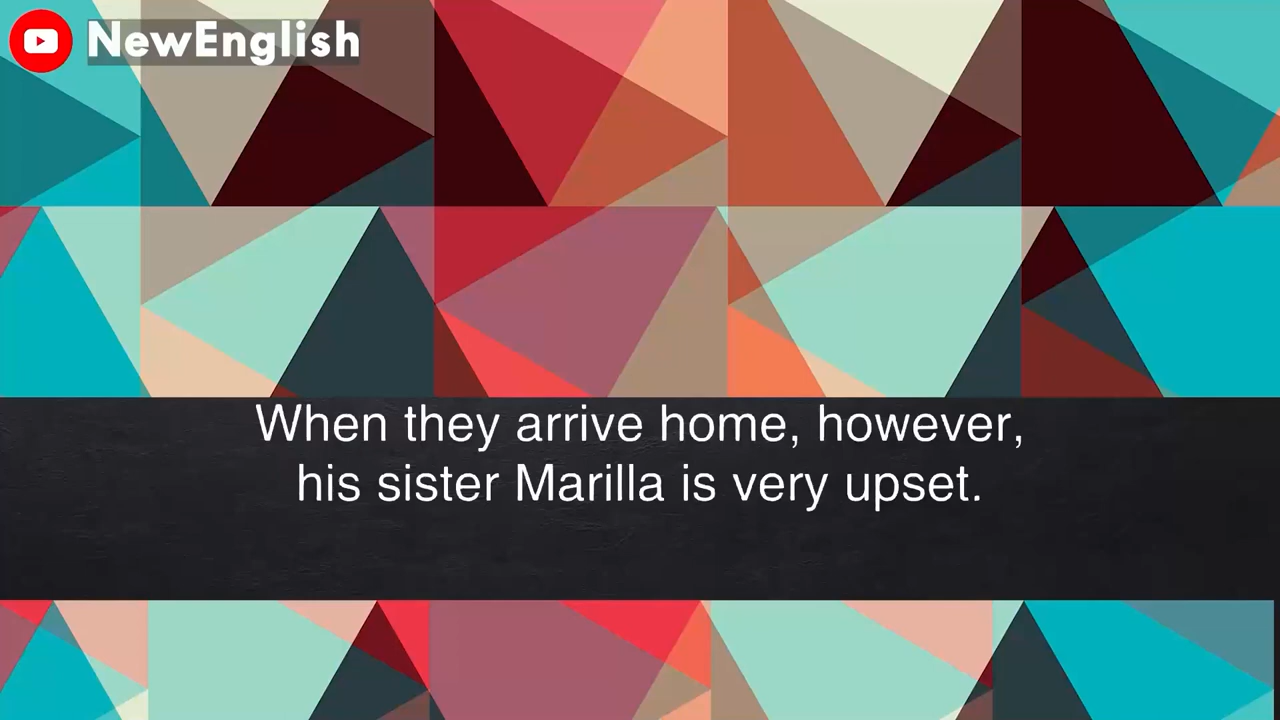 NewEnglish
When they arrive home, however,
his sister Marilla is very upset.